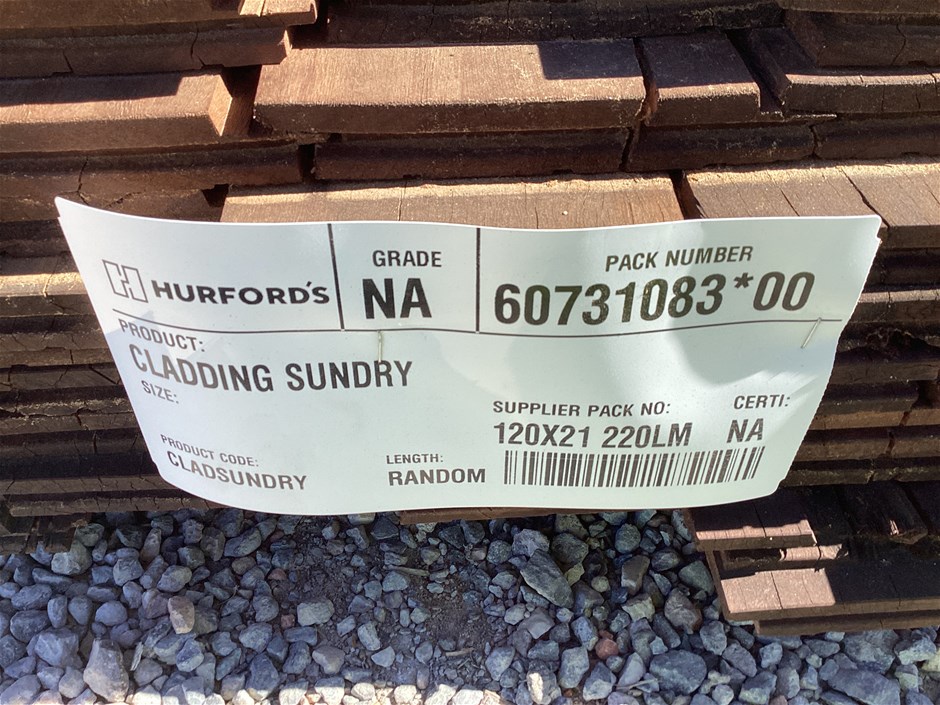 HURFORD'S
GRADE
NA
PACK NUMBER
60731083*00
PRODUCT:
CLADDING SUNDRY
SIZE:
SUPPLIER PACK NO:
120X21 220LM
CERTI:
NA
PRODUCT CODE:
CLADSUNDRY
LENGTH:
RANDOM